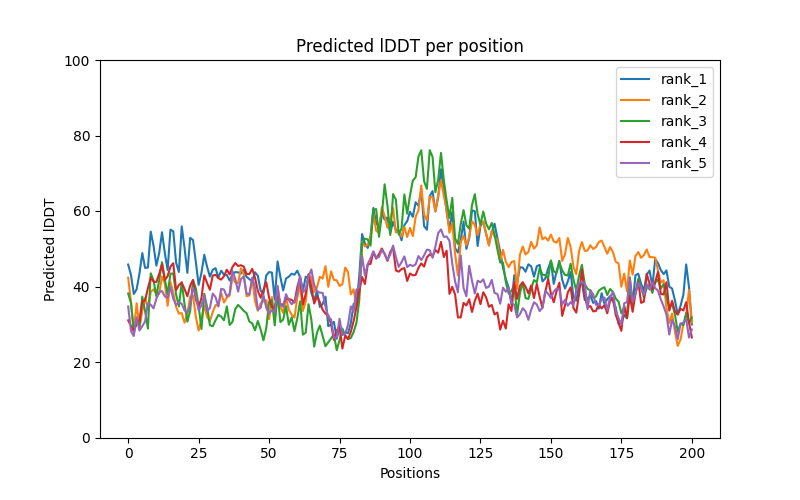 Predicted lDDT per position
100
80
60
40
20
0
Predicted lDDT
0 25 50 75 100 125 150 175 200
Positions
rank_1
rank_2
rank_3
rank_4
rank_5